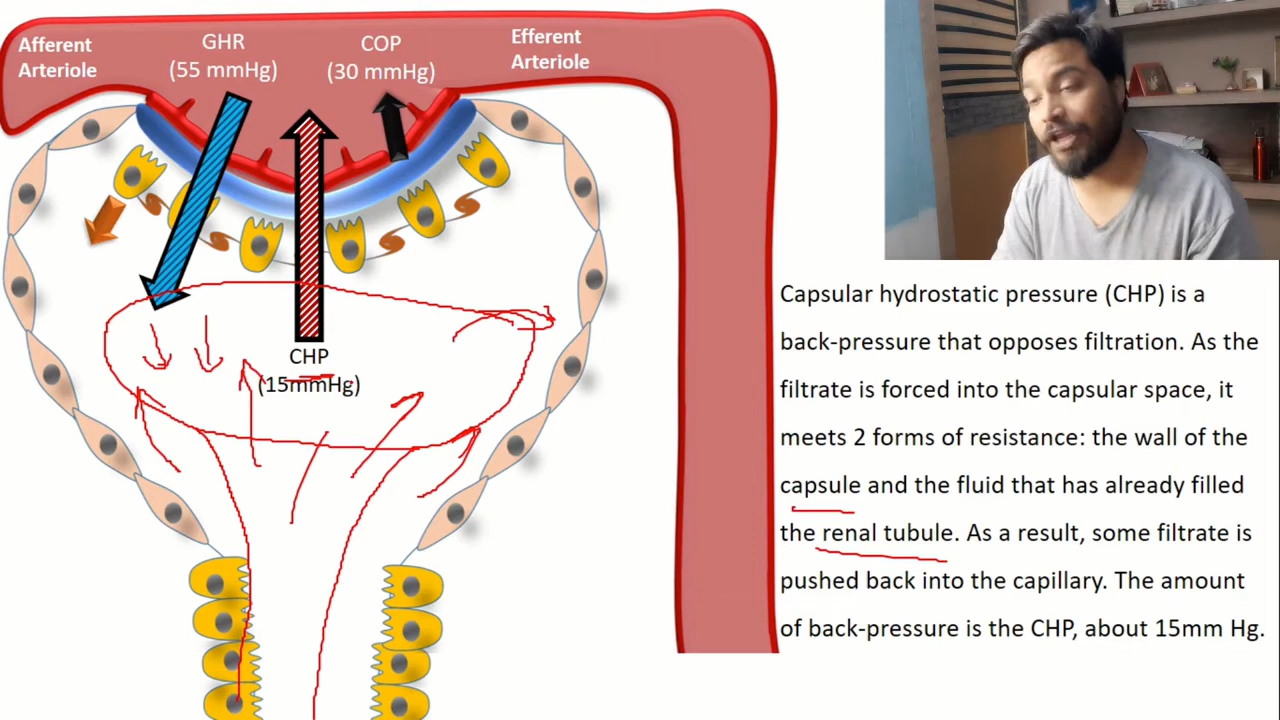 Afferent
Arteriole
GHR
(55 mmHg)
COP
(30 mmHg)
Efferent
Arteriole
CHP
(15mmHg)
Capsular hydrostatic pressure (CHP) is a
back-pressure that opposes filtration. As the
filtrate is forced into the capsular space, it
meets 2 forms of resistance: the wall of the
capsule and the fluid that has already filled
the renal tubule. As a result, some filtrate is
pushed back into the capillary. The amount
of back-pressure is the CHP, about 15mm Hg.